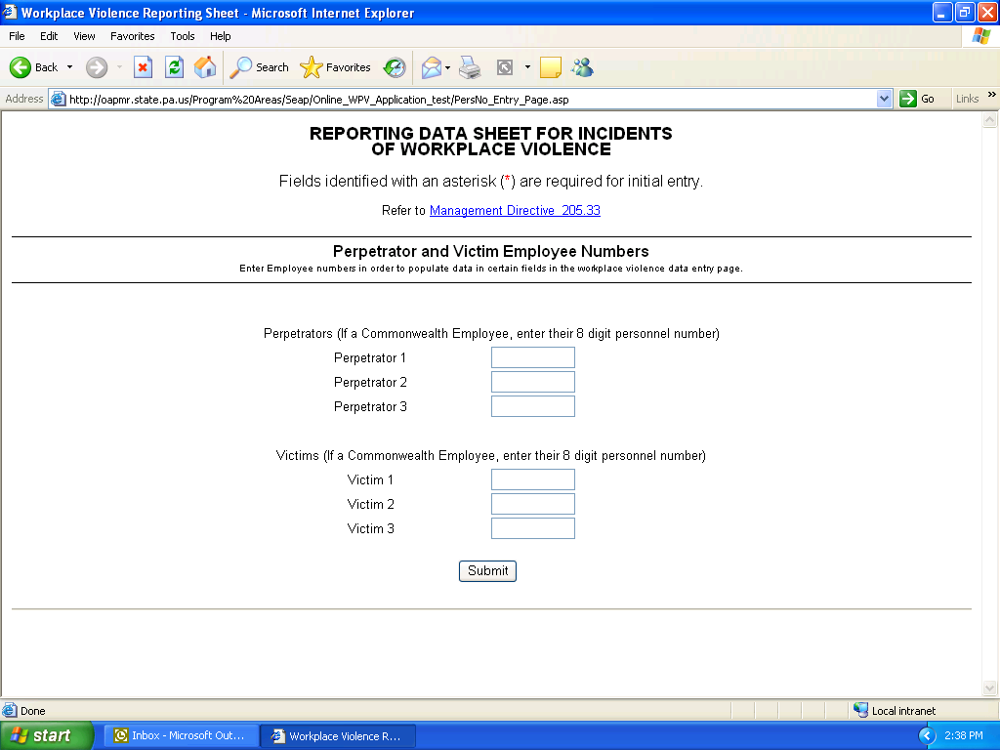 Workplace Violence Reporting Sheet - Microsoft Internet Explorer
File Edit View Favorites Tools Help
Back Search Favorites
Address http://oapmr.state.pa.us/Program%20Areas/Seap/Online_WPV_Application_test/PersNo_Entry_Page.asp Go Links »
REPORTING DATA SHEET FOR INCIDENTS
OF WORKPLACE VIOLENCE
Fields identified with an asterisk (*) are required for initial entry.
Refer to Management Directive 205.33
Perpetrator and Victim Employee Numbers
Enter Employee numbers in order to populate data in certain fields in the workplace violence data entry page.
Perpetrators (If a Commonwealth Employee, enter their 8 digit personnel number)
Perpetrator 1
Perpetrator 2
Perpetrator 3
Victims (If a Commonwealth Employee, enter their 8 digit personnel number)
Victim 1
Victim 2
Victim 3
Submit
Done Local intranet
start Inbox - Microsoft Out... Workplace Violence R... 2:38 PM